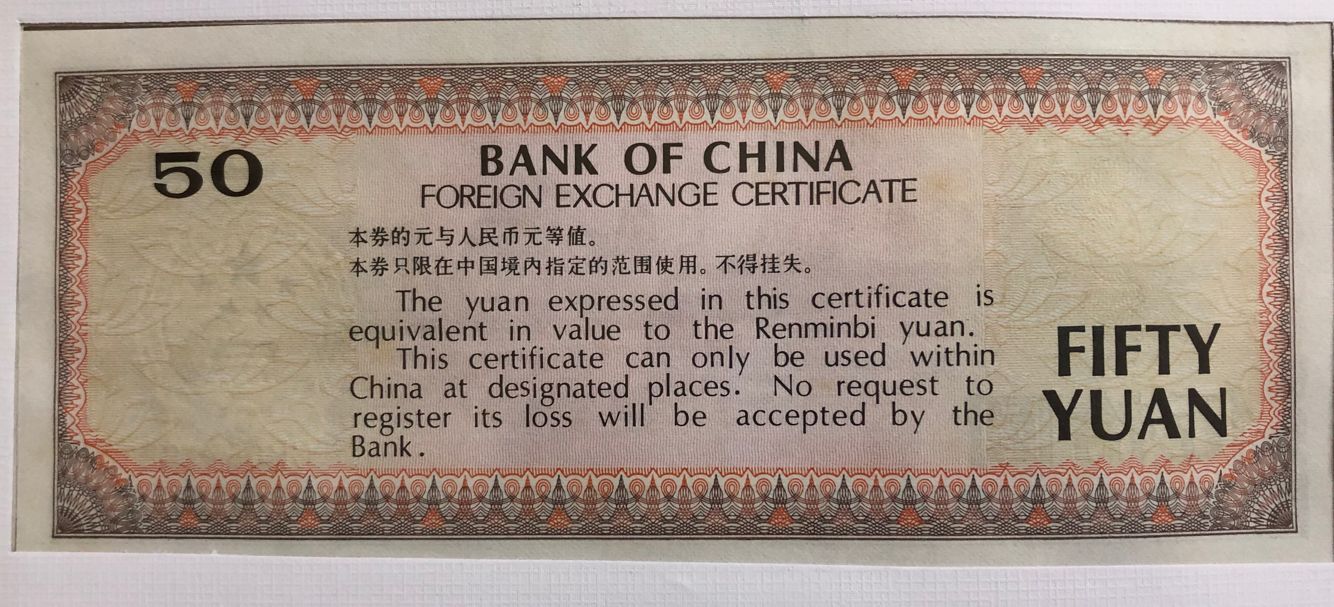 50
BANK OF CHINA
FOREIGN EXCHANGE CERTIFICATE
本券的元与人民币元等值。
本券只限在中国境内指定的范围使用。不得挂失。
The yuan expressed in this certificate is
equivalent in value to the Renminbi yuan.
This certificate can only be used within
China at designated places. No request to
register its loss will be accepted by the
Bank.
FIFTY
YUAN